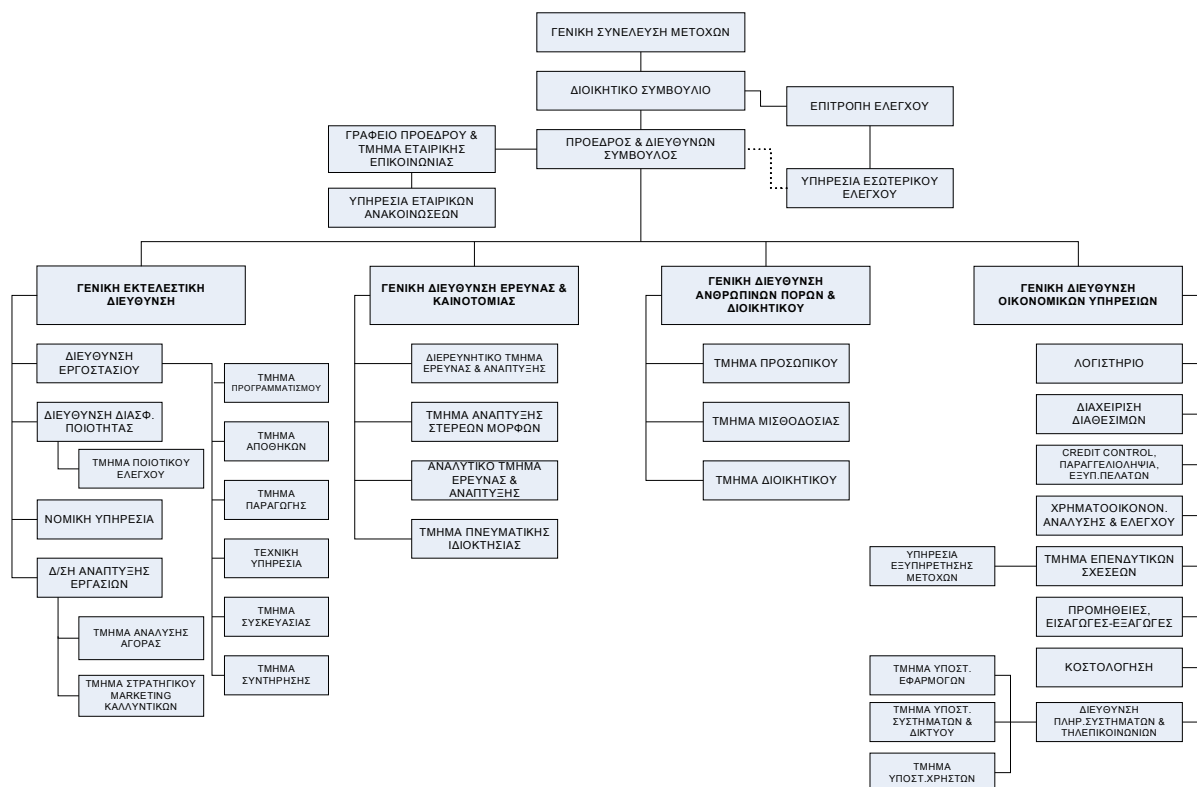 ΓΕΝΙΚΗ ΣΥΝΕΛΕΥΣΗ ΜΕΤΟΧΩΝ
ΔΙΟΙΚΗΤΙΚΟ ΣΥΜΒΟΥΛΙΟ
ΕΠΙΤΡΟΠΗ ΕΛΕΓΧΟΥ
ΓΡΑΦΕΙΟ ΠΡΟΕΔΡΟΥ &
ΤΜΗΜΑ ΕΤΑΙΡΙΚΗΣ
ΕΠΙΚΟΙΝΩΝΙΑΣ
ΠΡΟΕΔΡΟΣ & ΔΙΕΥΘΥΝΩΝ
ΣΥΜΒΟΥΛΟΣ
ΥΠΗΡΕΣΙΑ ΕΣΩΤΕΡΙΚΟΥ
ΕΛΕΓΧΟΥ
ΥΠΗΡΕΣΙΑ ΕΤΑΙΡΙΚΩΝ
ΑΝΑΚΟΙΝΩΣΕΩΝ
ΓΕΝΙΚΗ ΕΚΤΕΛΕΣΤΙΚΗ
ΔΙΕΥΘΥΝΣΗ
ΔΙΕΥΘΥΝΣΗ
ΕΡΓΟΣΤΑΣΙΟΥ
ΔΙΕΥΘΥΝΣΗ ΔΙΑΣΦ.
ΠΟΙΟΤΗΤΑΣ
ΤΜΗΜΑ ΠΟΙΟΤΙΚΟΥ
ΕΛΕΓΧΟΥ
ΝΟΜΙΚΗ ΥΠΗΡΕΣΙΑ
Δ/ΣΗ ΑΝΑΠΤΥΞΗΣ
ΕΡΓΑΣΙΩΝ
ΤΜΗΜΑ ΑΝΑΛΥΣΗΣ
ΑΓΟΡΑΣ
ΤΜΗΜΑ ΣΤΡΑΤΗΓΙΚΟΥ
MARKETING
ΚΑΛΛΥΝΤΙΚΩΝ
ΤΜΗΜΑ
ΠΡΟΓΡΑΜΜΑΤΙΣΜΟΥ
ΤΜΗΜΑ
ΑΠΟΘΗΚΩΝ
ΤΜΗΜΑ
ΠΑΡΑΓΩΓΗΣ
ΤΕΧΝΙΚΗ
ΥΠΗΡΕΣΙΑ
ΤΜΗΜΑ
ΣΥΣΚΕΥΑΣΙΑΣ
ΤΜΗΜΑ
ΣΥΝΤΗΡΗΣΗΣ
ΓΕΝΙΚΗ ΔΙΕΥΘΥΝΣΗ ΕΡΕΥΝΑΣ &
ΚΑΙΝΟΤΟΜΙΑΣ
ΔΙΕΡΕΥΝΗΤΙΚΟ ΤΜΗΜΑ
ΕΡΕΥΝΑΣ & ΑΝΑΠΤΥΞΗΣ
ΤΜΗΜΑ ΑΝΑΠΤΥΞΗΣ
ΣΤΕΡΕΩΝ ΜΟΡΦΩΝ
ΑΝΑΛΥΤΙΚΟ ΤΜΗΜΑ
ΕΡΕΥΝΑΣ &
ΑΝΑΠΤΥΞΗΣ
ΤΜΗΜΑ ΠΝΕΥΜΑΤΙΚΗΣ
ΙΔΙΟΚΤΗΣΙΑΣ
ΓΕΝΙΚΗ ΔΙΕΥΘΥΝΣΗ
ΑΝΘΡΩΠΙΝΩΝ ΠΟΡΩΝ &
ΔΙΟΙΚΗΤΙΚΟΥ
ΤΜΗΜΑ ΠΡΟΣΩΠΙΚΟΥ
ΤΜΗΜΑ ΜΙΣΘΟΔΟΣΙΑΣ
ΤΜΗΜΑ ΔΙΟΙΚΗΤΙΚΟΥ
ΓΕΝΙΚΗ ΔΙΕΥΘΥΝΣΗ
ΟΙΚΟΝΟΜΙΚΩΝ ΥΠΗΡΕΣΙΩΝ
ΛΟΓΙΣΤΗΡΙΟ
ΔΙΑΧΕΙΡΙΣΗ
ΔΙΑΘΕΣΙΜΩΝ
CREDIT CONTROL,
ΠΑΡΑΓΓΕΛΙΟΛΗΨΙΑ,
ΕΞΥΠ.ΠΕΛΑΤΩΝ
ΧΡΗΜΑΤΟΟΙΚΟΝΟΝ.
ΑΝΑΛΥΣΗΣ & ΕΛΕΓΧΟΥ
ΥΠΗΡΕΣΙΑ
ΕΞΥΠΗΡΕΤΗΣΗΣ
ΜΕΤΟΧΩΝ
ΤΜΗΜΑ ΕΠΕΝΔΥΤΙΚΩΝ
ΣΧΕΣΕΩΝ
ΠΡΟΜΗΘΕΙΕΣ,
ΕΙΣΑΓΩΓΕΣ-ΕΞΑΓΩΓΕΣ
ΚΟΣΤΟΛΟΓΗΣΗ
ΤΜΗΜΑ ΥΠΟΣΤ.
ΕΦΑΡΜΟΓΩΝ
ΤΜΗΜΑ ΥΠΟΣΤ.
ΣΥΣΤΗΜΑΤΩΝ &
ΔΙΚΤΥΟΥ
ΔΙΕΥΘΥΝΣΗ
ΠΛΗΡ.ΣΥΣΤΗΜΑΤΩΝ &
ΤΗΛΕΠΙΚΟΙΝΩΝΙΩΝ
ΤΜΗΜΑ
ΥΠΟΣΤ.ΧΡΗΣΤΩΝ